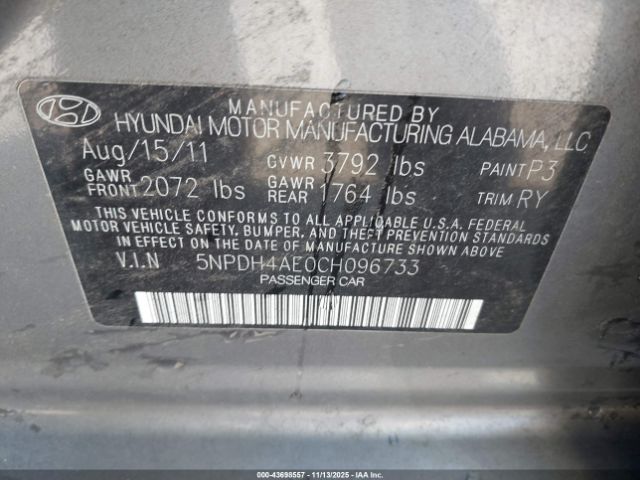 MANUFACTURED BY
HYUNDAI MOTOR MANUFACTURING ALABAMA, LLC
Aug/15/11 GVWR 3792 lbs PAINT P3
GAWR FRONT 2072 lbs GAWR REAR 1764 lbs TRIM RY
THIS VEHICLE CONFORMS TO ALL APPLICABLE U.S.A. FEDERAL
MOTOR VEHICLE SAFETY, BUMPER, AND THEFT PREVENTION STANDARDS
IN EFFECT ON THE DATE OF MANUFACTURE SHOWN ABOVE.
V.I.N 5NPDH4AE0CH096733
PASSENGER CAR
000-43698557 - 11/13/2025 - IAAI.COM